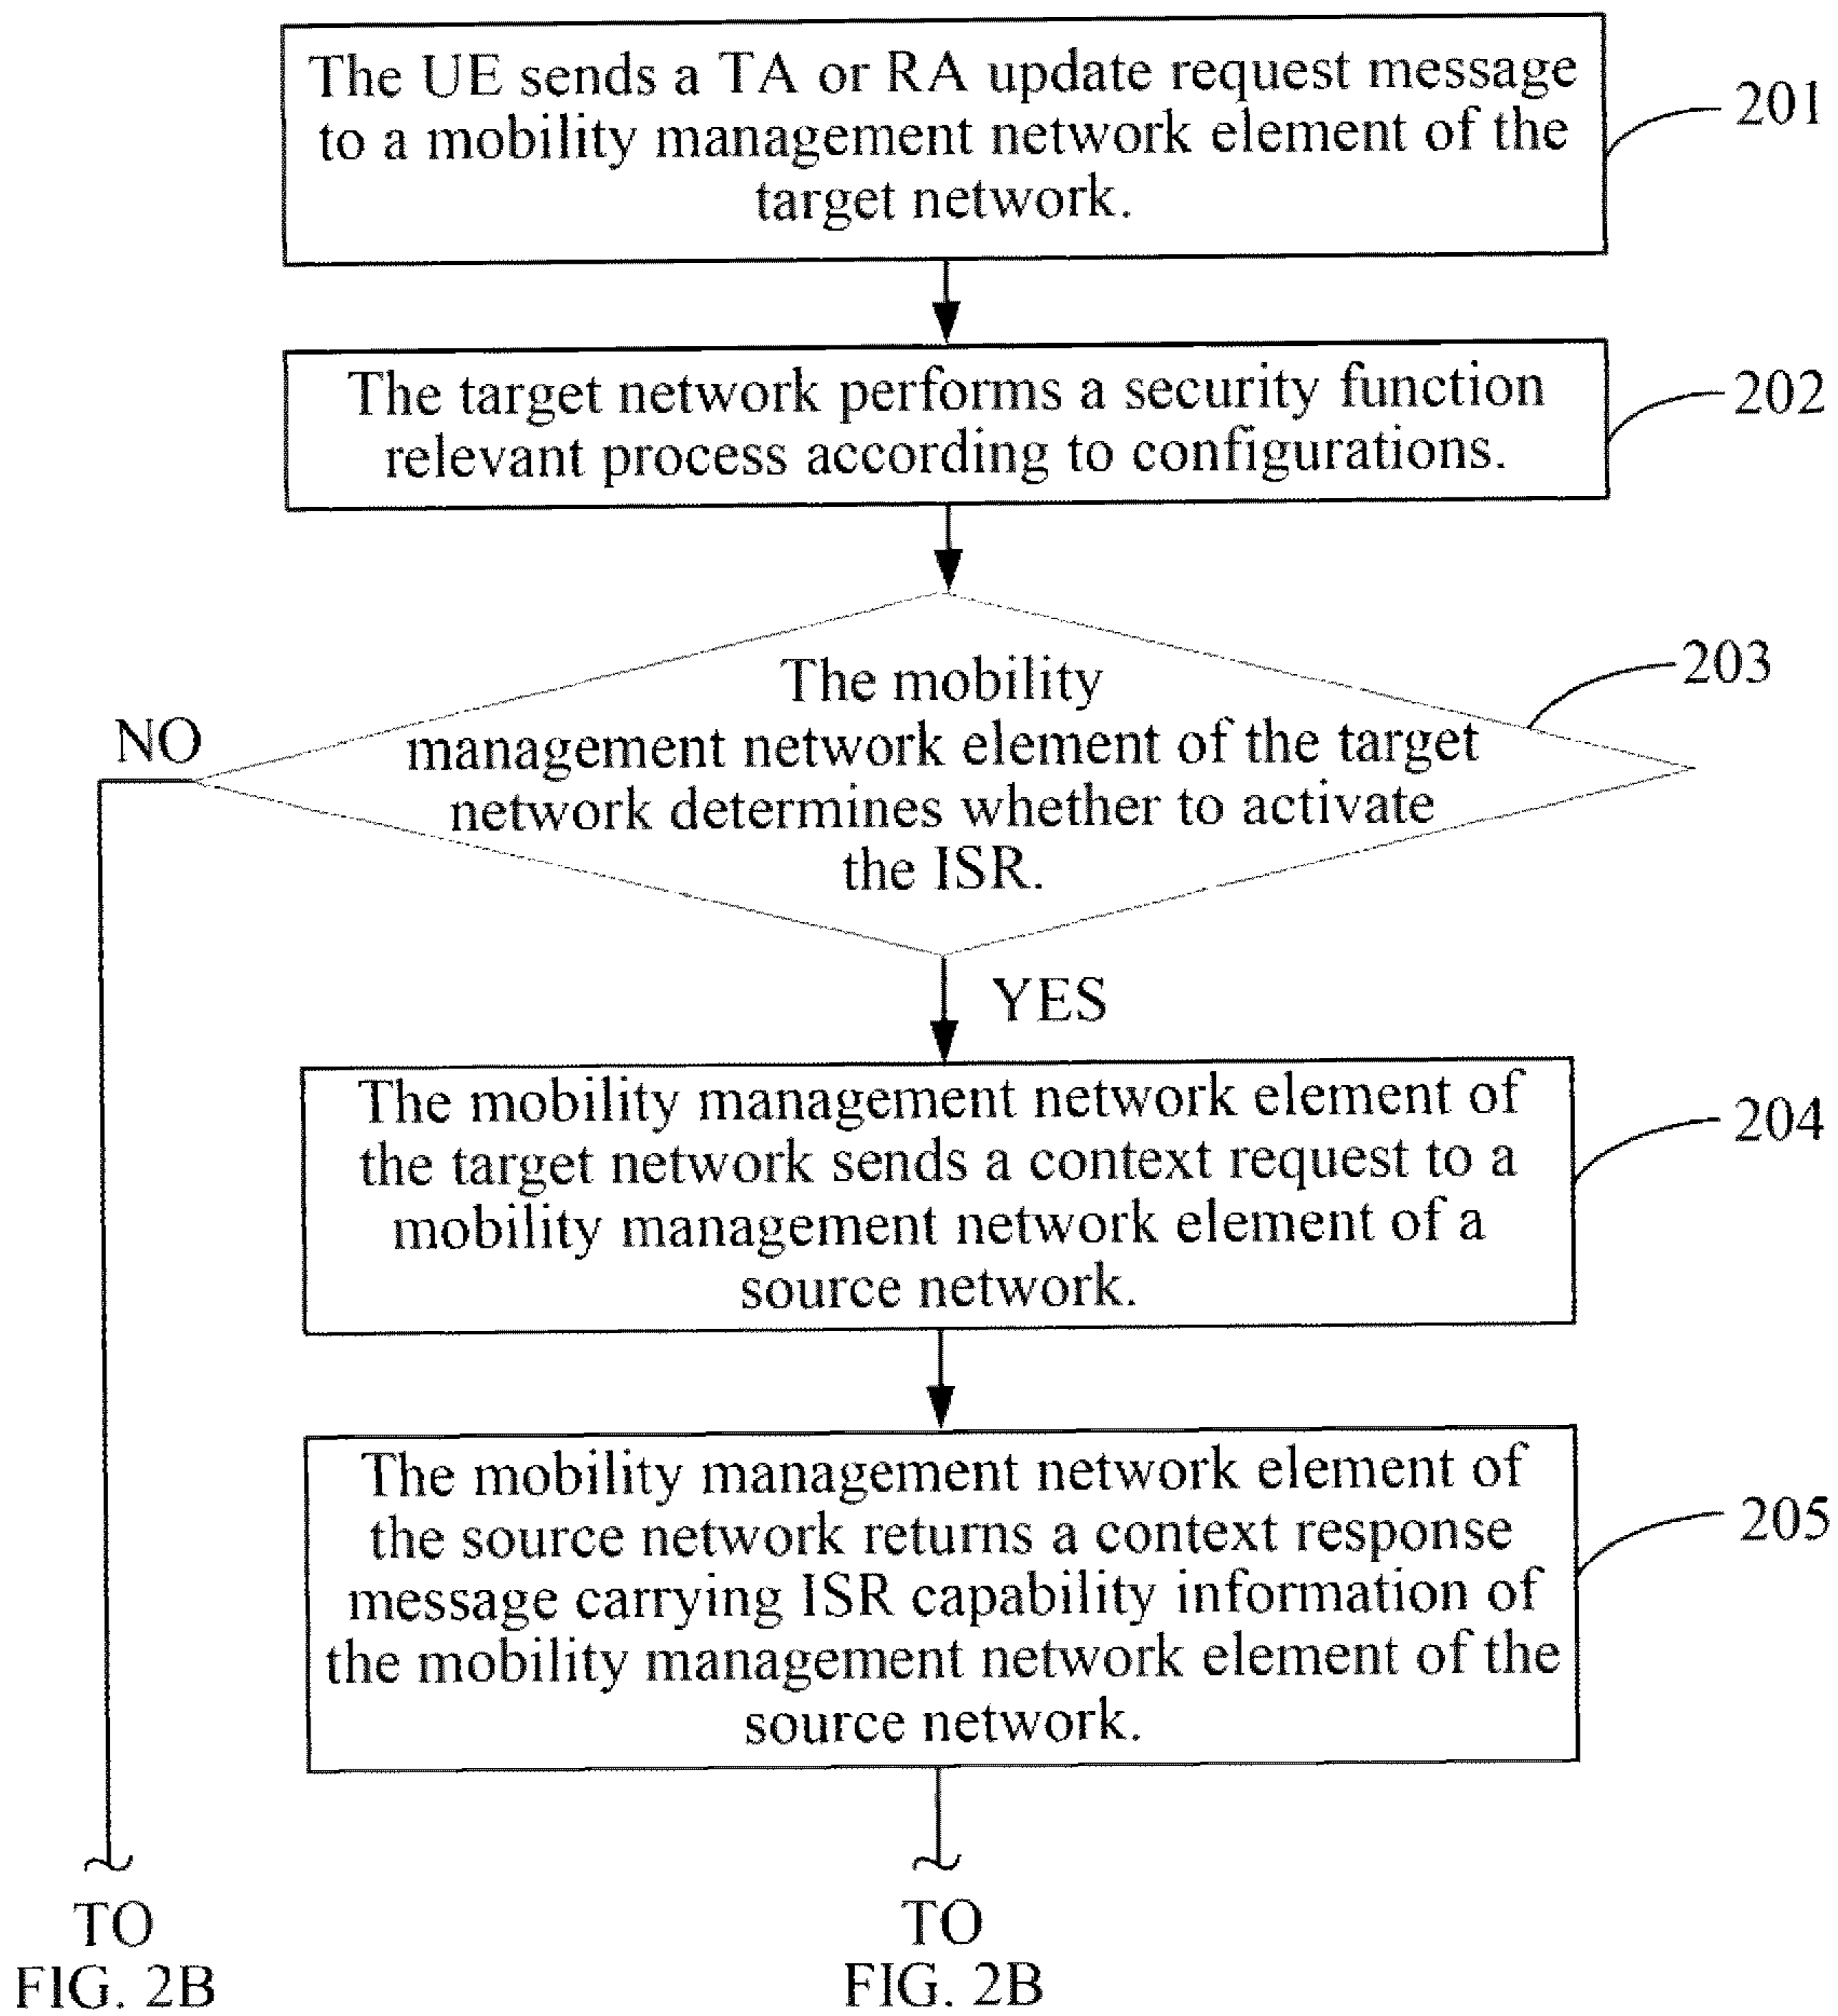 The UE sends a TA or RA update request message
to a mobility management network element of the
target network.
201
The target network performs a security function
relevant process according to configurations.
202
The mobility
management network element of the target
network determines whether to activate
the ISR.
203
NO
YES
The mobility management network element of
the target network sends a context request to a
mobility management network element of a
source network.
204
The mobility management network element of
the source network returns a context response
message carrying ISR capability information of
the mobility management network element of the
source network.
205
TO
FIG. 2B
TO
FIG. 2B